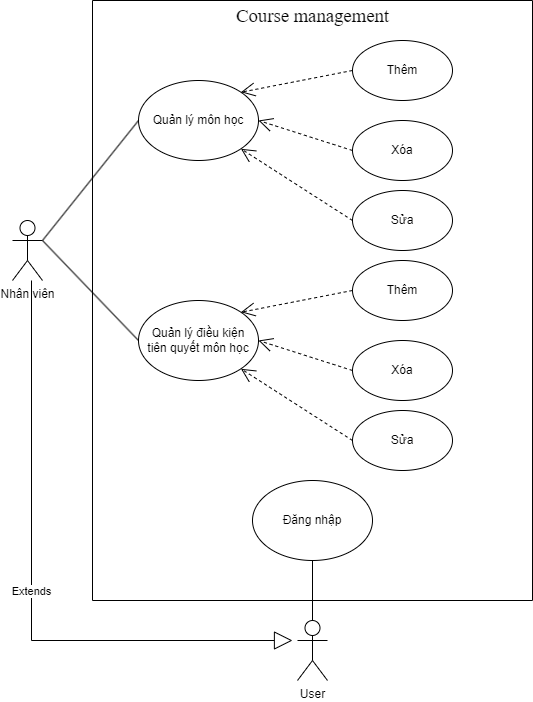 Course management
Thêm
Quản lý môn học
Xóa
Sửa
Nhân viên
Thêm
Quản lý điều kiện
tiên quyết môn học
Xóa
Sửa
Đăng nhập
Extends
User